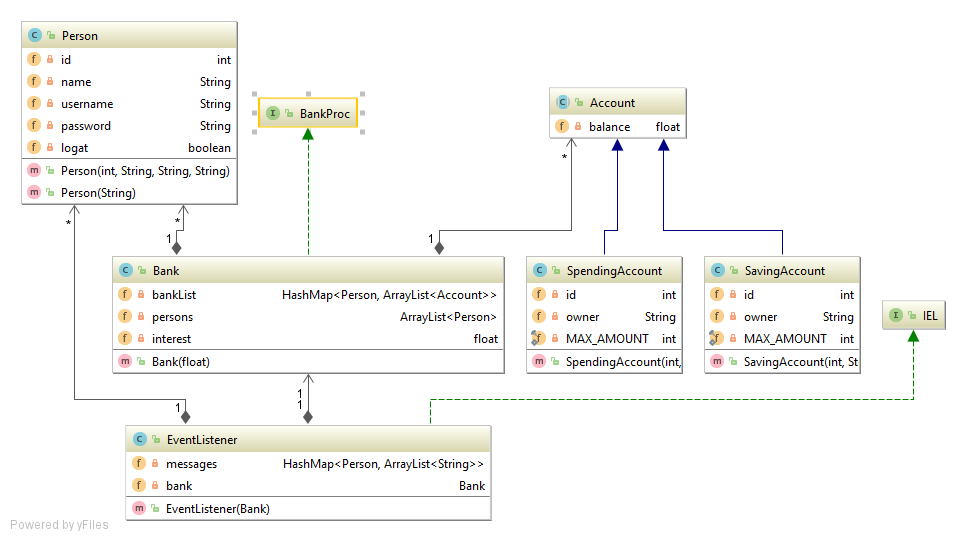 Person
id int
name String
username String
password String
logat boolean
Person(int, String, String, String)
Person(String)
BankProc
Account
balance float
*
*
*
1
1
Bank
bankList HashMap<Person, ArrayList<Account>>
persons ArrayList<Person>
interest float
Bank(float)
SpendingAccount
id int
owner String
MAX_AMOUNT int
SpendingAccount(int,
SavingAccount
id int
owner String
MAX_AMOUNT int
SavingAccount(int, St
IEL
1
1
1
EventListener
messages HashMap<Person, ArrayList<String>>
bank Bank
EventListener(Bank)
Powered by yFiles